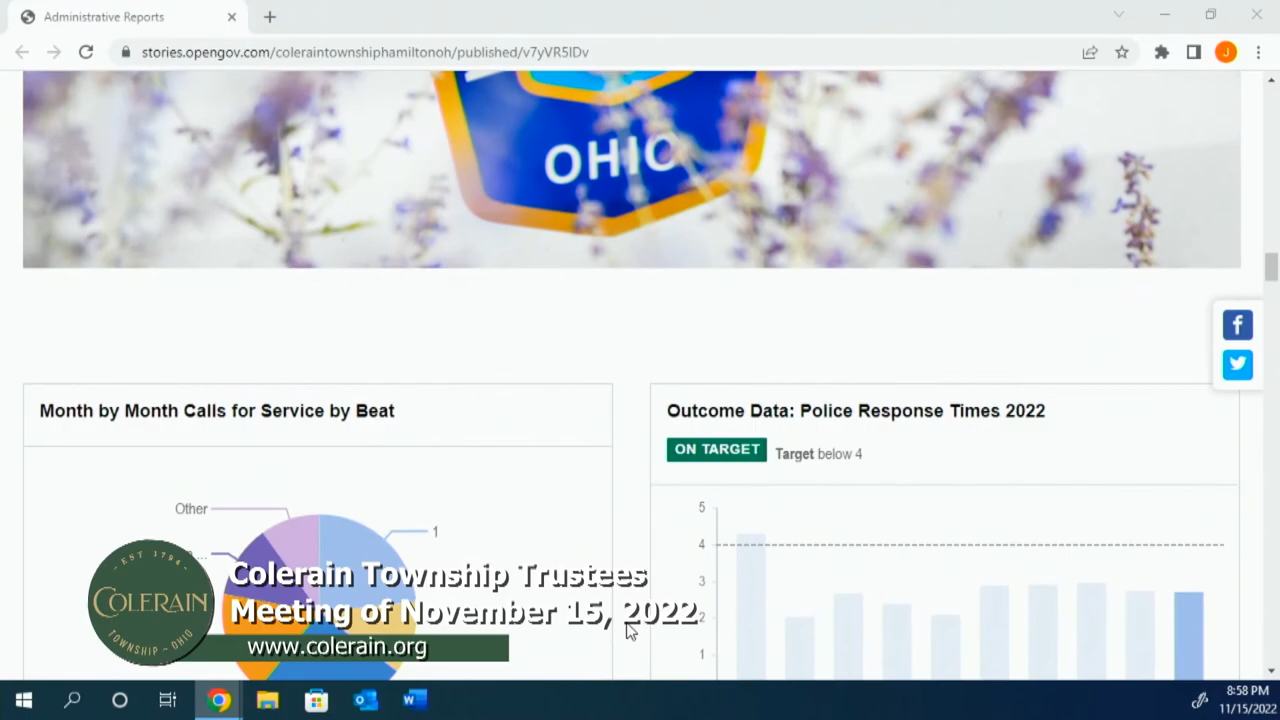 Administrative Reports
stories.opengov.com/coleraintownshiphamiltonoh/published/v7yVR5lDv
J
OHIO
Month by Month Calls for Service by Beat
Other
1
Outcome Data: Police Response Times 2022
ON TARGET Target below 4
5
4
3
2
1
EST 1794
COLERAIN
TOWNSHIP ~ OHIO
Colerain Township Trustees
Meeting of November 15, 2022
www.colerain.org
8:58 PM
11/15/2022